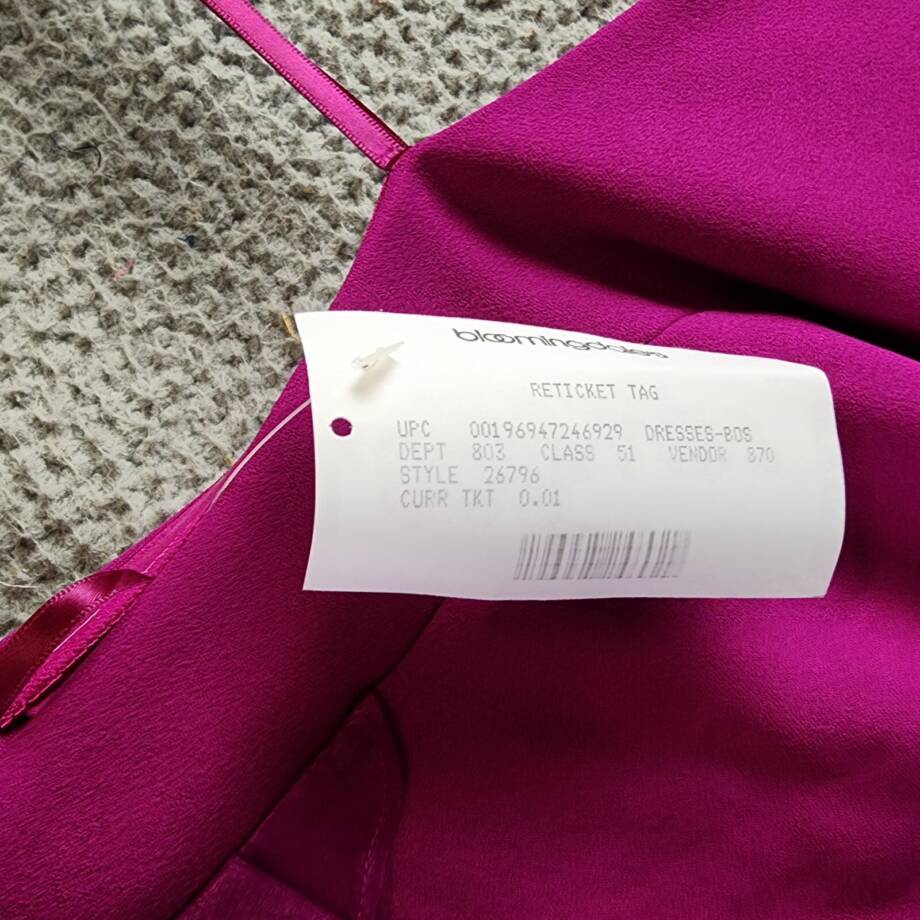 bloomingdales
RETICKET TAG
UPC 00196947246929 DRESSES-BOS
DEPT 803 CLASS 51 VENDOR 870
STYLE 26796
CURR TKT 0.01